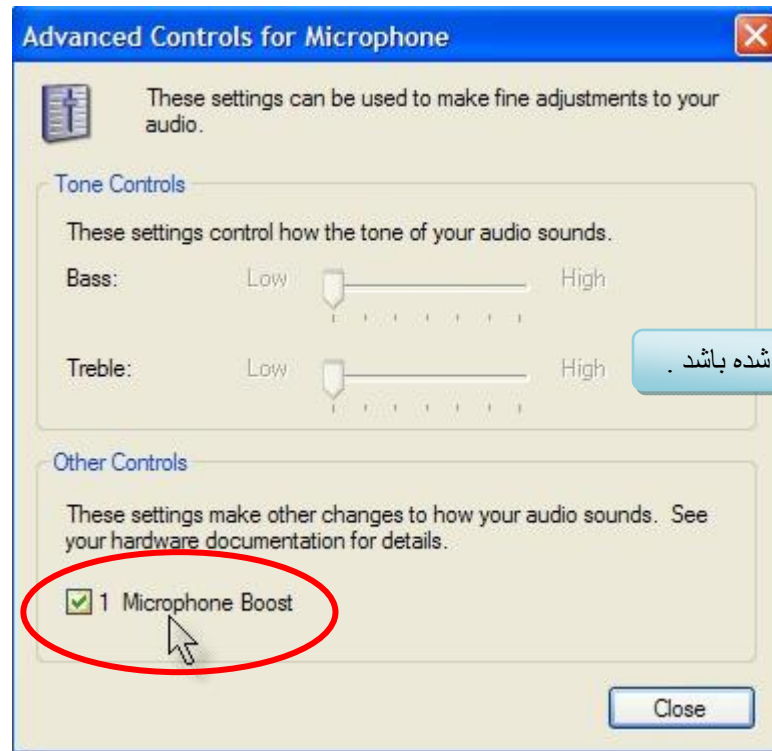 Advanced Controls for Microphone
These settings can be used to make fine adjustments to your
audio.
Tone Controls
These settings control how the tone of your audio sounds.
Bass: Low High
Treble: Low High
شده باشد .
Other Controls
These settings make other changes to how your audio sounds. See
your hardware documentation for details.
1 Microphone Boost
Close